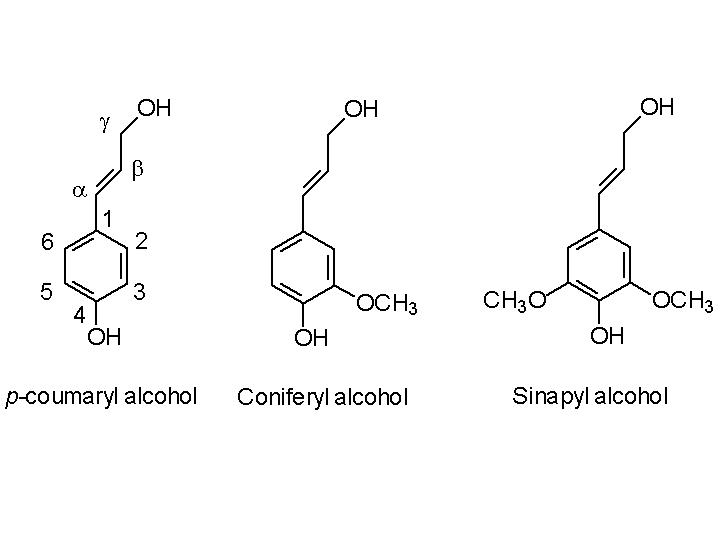 OH
γ
β
α
1
6
2
5
3
4
OH
p-coumaryl alcohol
OH
OCH3
OH
Coniferyl alcohol
OH
CH3O
OCH3
OH
Sinapyl alcohol